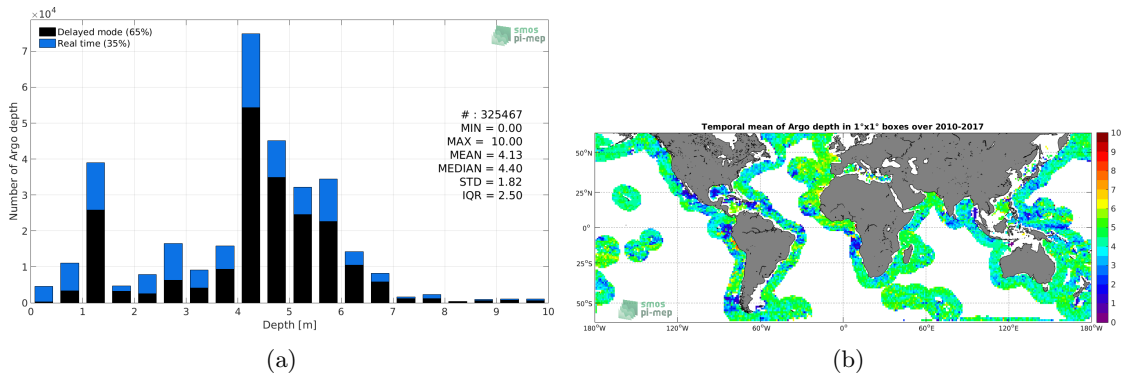 ×10⁴
Delayed mode (65%)
Real time (35%)
smos
pi-mep
# : 325467
MIN = 0.00
MAX = 10.00
MEAN = 4.13
MEDIAN = 4.40
STD = 1.82
IQR = 2.50
Number of Argo depth
7
6
5
4
3
2
1
0
0 1 2 3 4 5 6 7 8 9 10
Depth [m]
(a)
Temporal mean of Argo depth in 1°x1° boxes over 2010-2017
50°N
25°N
0°
25°S
50°S
180°W 120°W 60°W 0° 60°E 120°E 180°W
smos
pi-mep
10
9
8
7
6
5
4
3
2
1
0
(b)